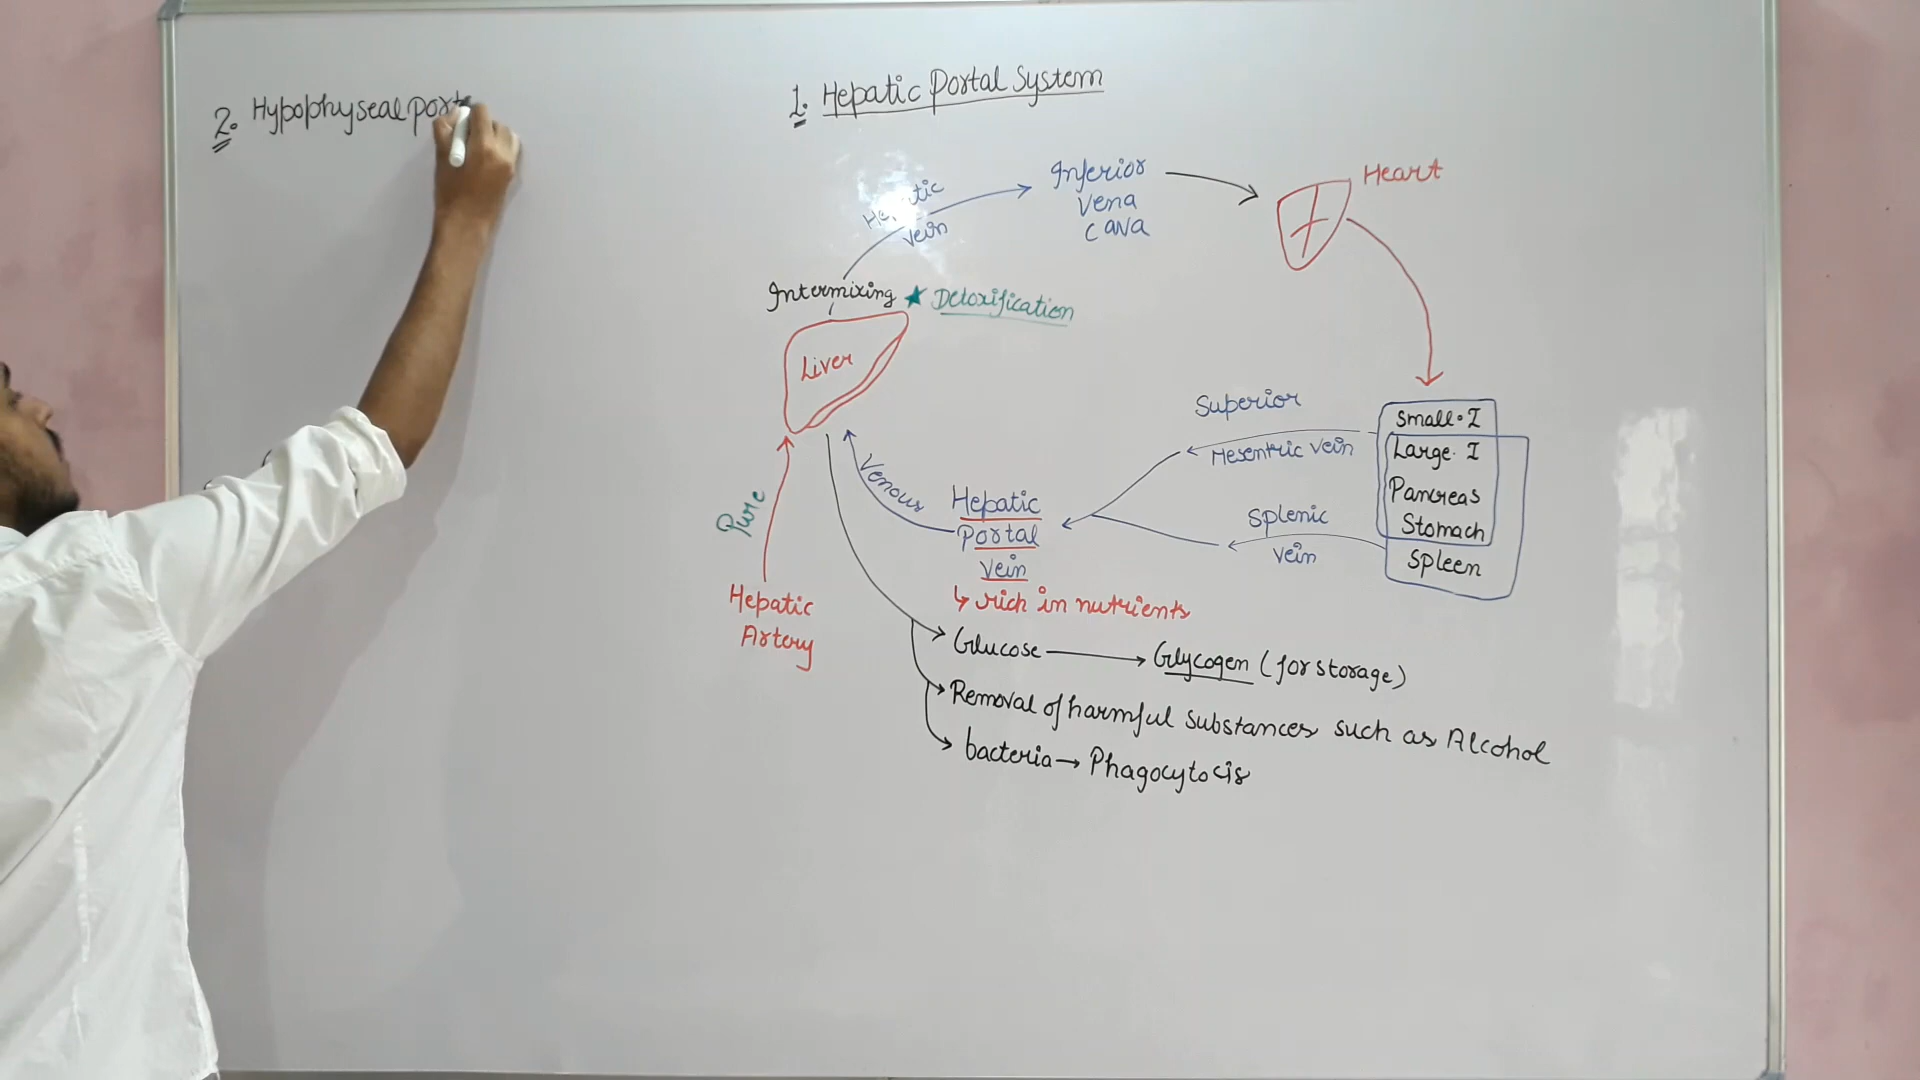 2. Hypophyseal port
1. Hepatic Portal System
Hepatic
vein
Inferior
Vena
Cava
Heart
Intermixing ★ Detoxification
Liver
Pure
Hepatic
Artery
Venous
Hepatic
Portal
Vein
↳ rich in nutrients
Superior
Mesentric vein
Splenic
vein
Small・I
Large・I
Pancreas
Stomach
Spleen
Glucose → Glycogen (for storage)
Removal of harmful substances such as Alcohol
bacteria → Phagocytocis